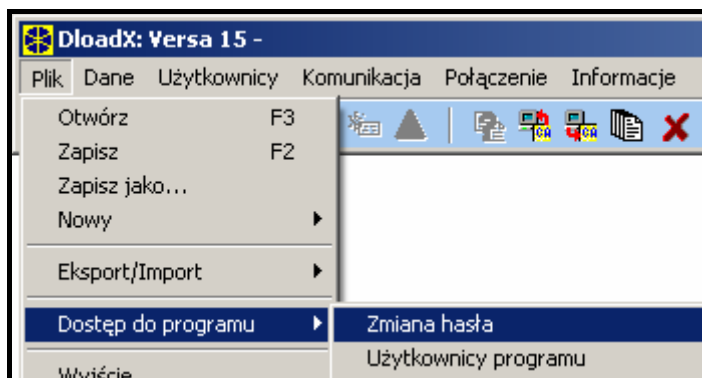 DloadX: Versa 15 -
Plik Dane Użytkownicy Komunikacja Połączenie Informacje
Otwórz F3
Zapisz F2
Zapisz jako...
Nowy
Eksport/Import
Dostęp do programu
Zmiana hasła
Użytkownicy programu
Wyjście